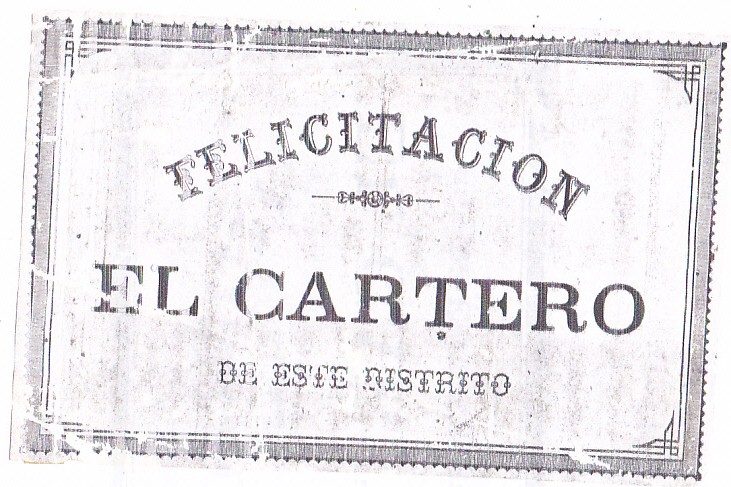 FELICITACION
EL CARTERO
DE ESTE DISTRITO